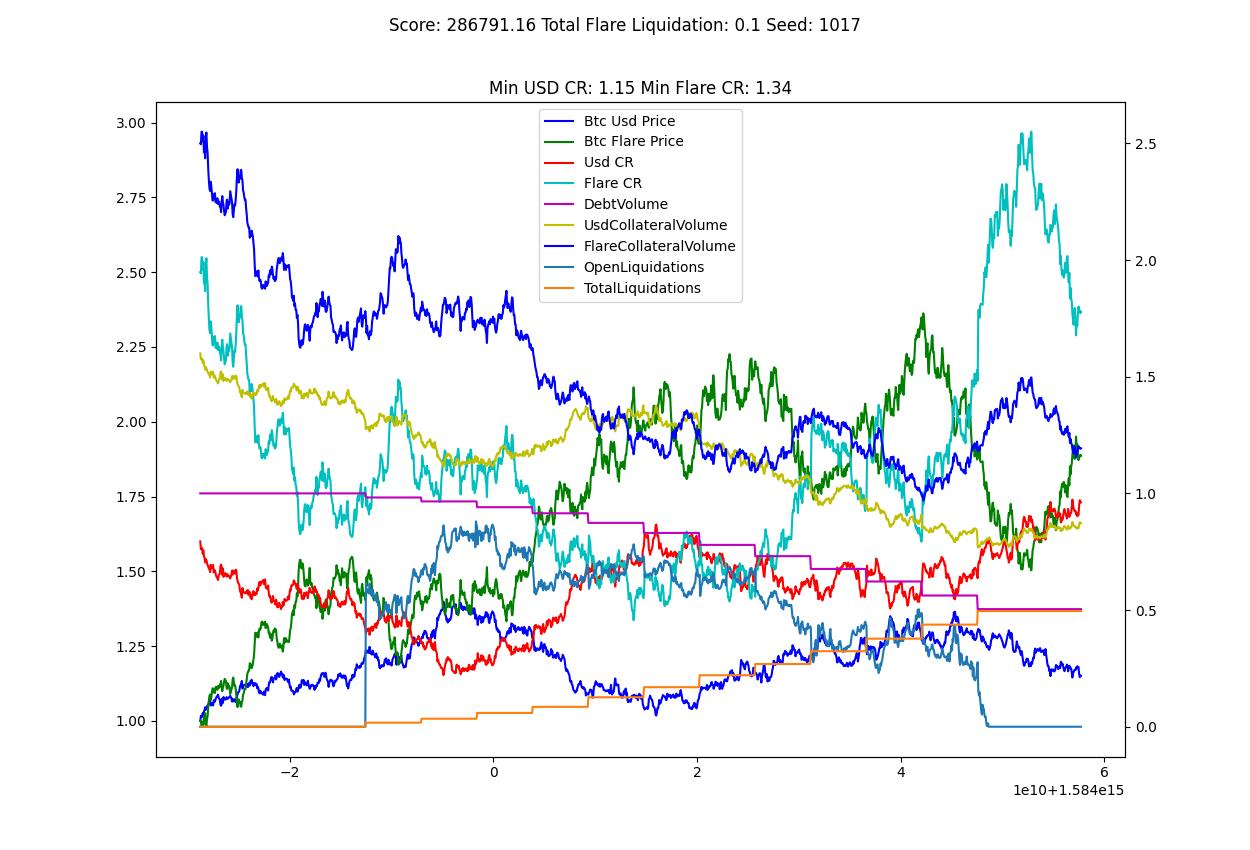 Score: 286791.16 Total Flare Liquidation: 0.1 Seed: 1017
Min USD CR: 1.15 Min Flare CR: 1.34
3.00
2.75
2.50
2.25
2.00
1.75
1.50
1.25
1.00
Btc Usd Price
Btc Flare Price
Usd CR
Flare CR
DebtVolume
UsdCollateralVolume
FlareCollateralVolume
OpenLiquidations
TotalLiquidations
2.5
2.0
1.5
1.0
0.5
0.0
−2 0 2 4 6
1e10+1.584e15